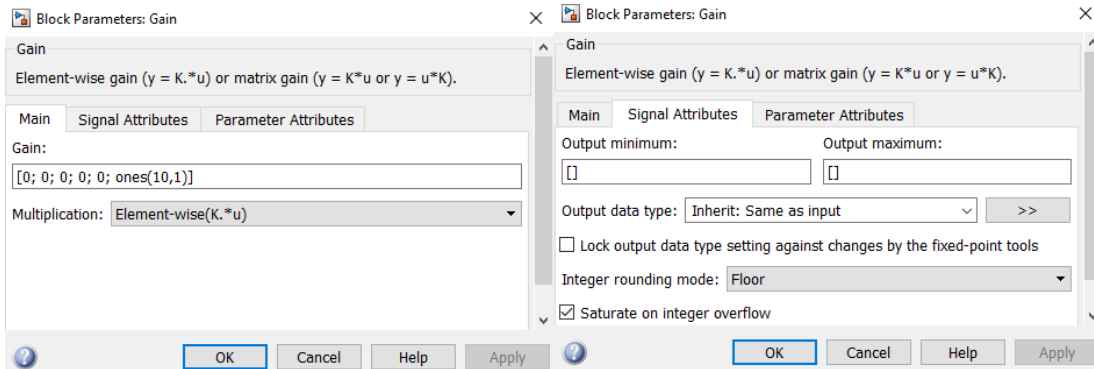 Block Parameters: Gain
Gain
Element-wise gain (y = K.*u) or matrix gain (y = K*u or y = u*K).
Main Signal Attributes Parameter Attributes
Gain:
[0; 0; 0; 0; 0; ones(10,1)]
Multiplication: Element-wise(K.*u)
OK Cancel Help Apply
Block Parameters: Gain
Gain
Element-wise gain (y = K.*u) or matrix gain (y = K*u or y = u*K).
Main Signal Attributes Parameter Attributes
Output minimum: Output maximum:
[] []
Output data type: Inherit: Same as input >>
Lock output data type setting against changes by the fixed-point tools
Integer rounding mode: Floor
Saturate on integer overflow
OK Cancel Help Apply